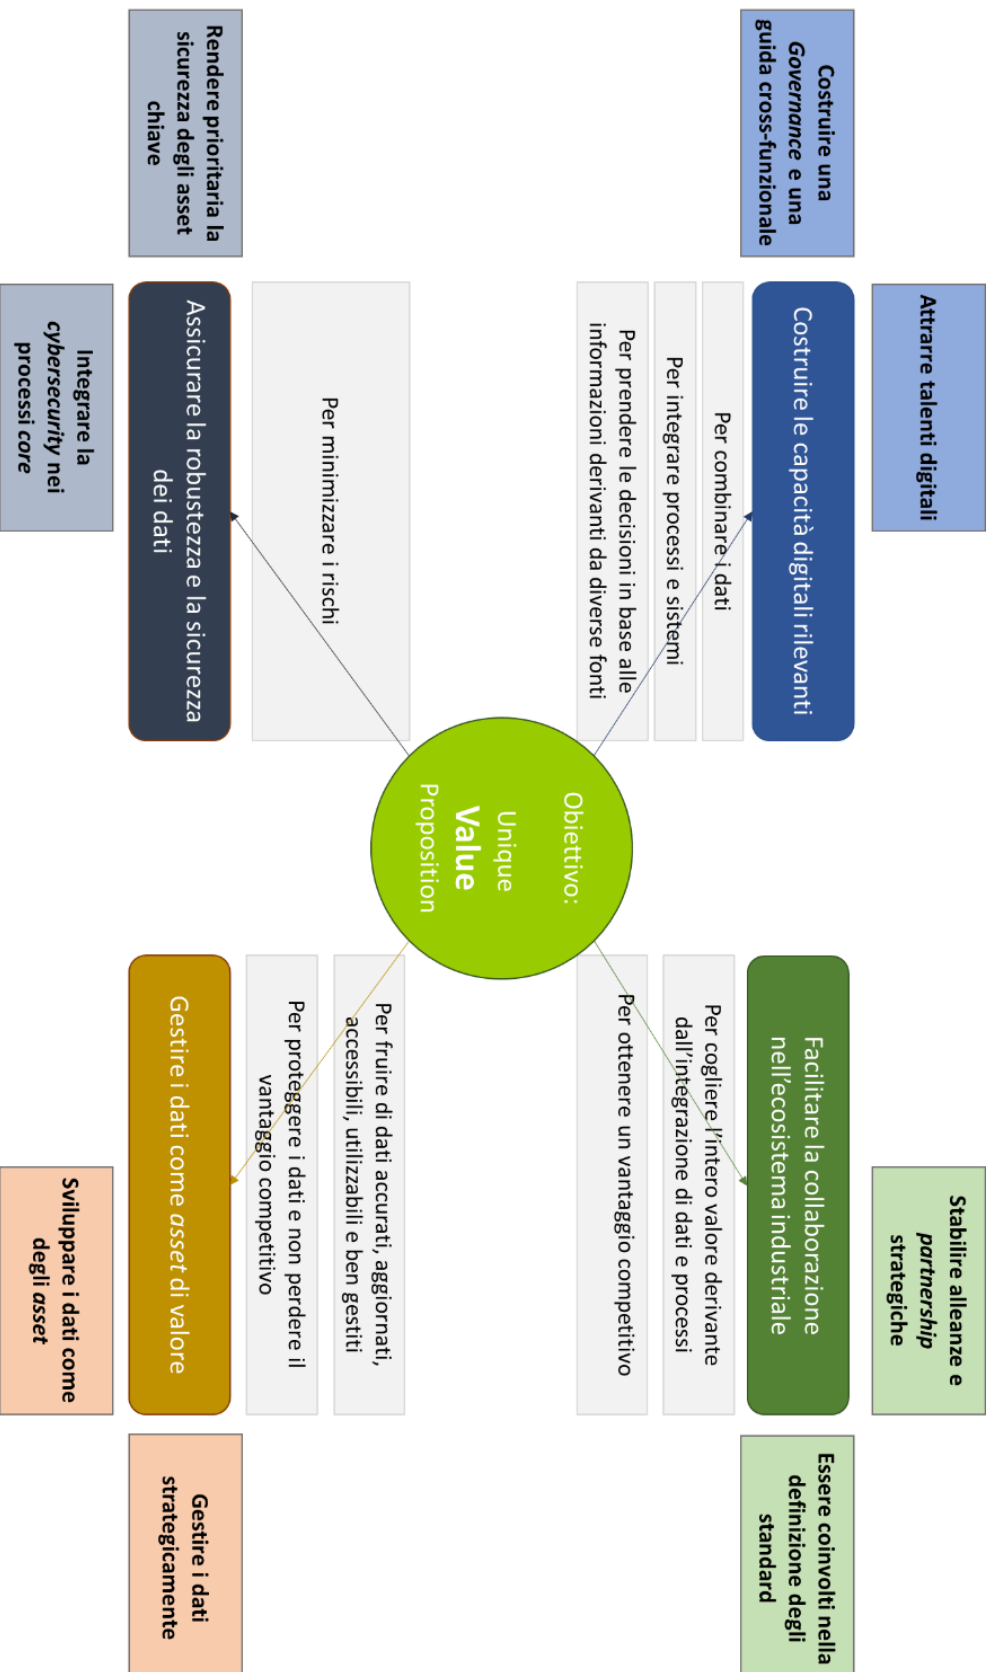 Attrarre talenti digitali
Costruire una
Governance e una
guida cross-funzionale
Costruire le capacità digitali rilevanti
Per combinare i dati
Per integrare processi e sistemi
Per prendere le decisioni in base alle
informazioni derivanti da diverse fonti
Stabilire alleanze e
partnership
strategiche
Essere coinvolti nella
definizione degli
standard
Facilitare la collaborazione
nell'ecosistema industriale
Per cogliere l'intero valore derivante
dall'integrazione di dati e processi
Per ottenere un vantaggio competitivo
Obiettivo:
Unique
Value
Proposition
Per minimizzare i rischi
Assicurare la robustezza e la sicurezza
dei dati
Rendere prioritaria la
sicurezza degli asset
chiave
Integrare la
cybersecurity nei
processi core
Per fruire di dati accurati, aggiornati,
accessibili, utilizzabili e ben gestiti
Per proteggere i dati e non perdere il
vantaggio competitivo
Gestire i dati come asset di valore
Gestire i dati
strategicamente
Sviluppare i dati come
degli asset